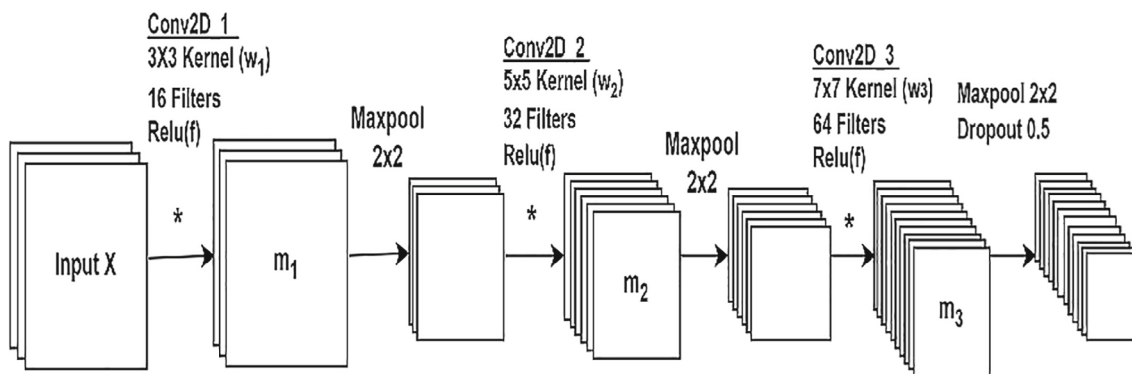 Conv2D_1
3X3 Kernel (w1)
16 Filters
Relu(f)
Maxpool
2x2
Conv2D_2
5x5 Kernel (w2)
32 Filters
Relu(f)
Maxpool
2x2
Conv2D_3
7x7 Kernel (w3)
64 Filters
Relu(f)
Maxpool 2x2
Dropout 0.5
*
*
*
Input X
m1
m2
m3